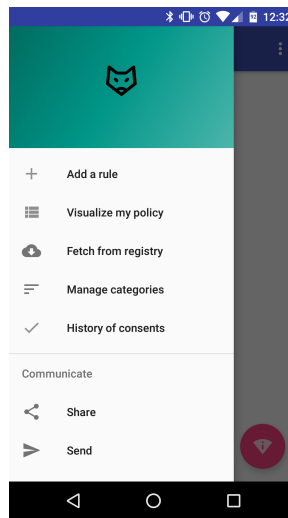 12:32
Add a rule
Visualize my policy
Fetch from registry
Manage categories
History of consents
Communicate
Share
Send